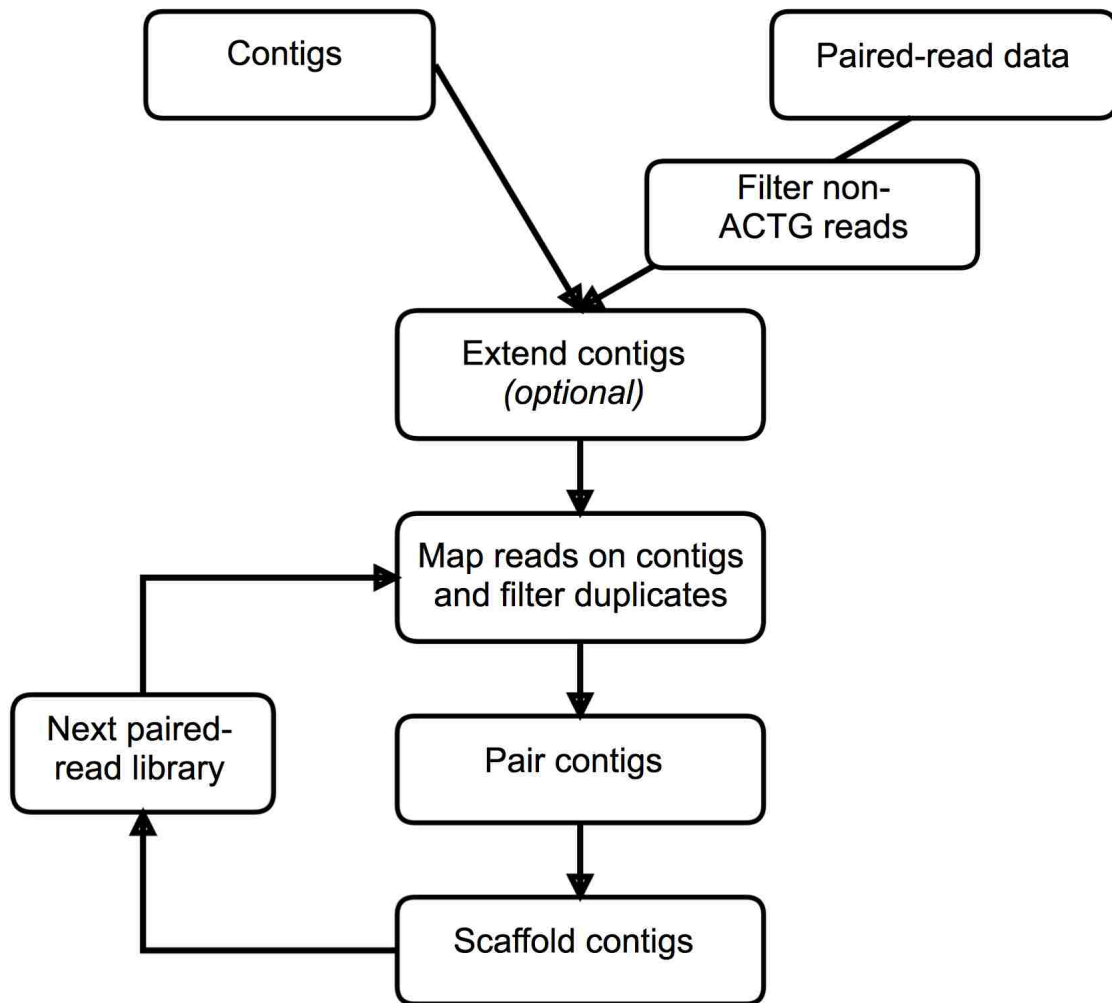 Contigs
Paired-read data
Filter non-
ACTG reads
Extend contigs
(optional)
Map reads on contigs
and filter duplicates
Next paired-
read library
Pair contigs
Scaffold contigs